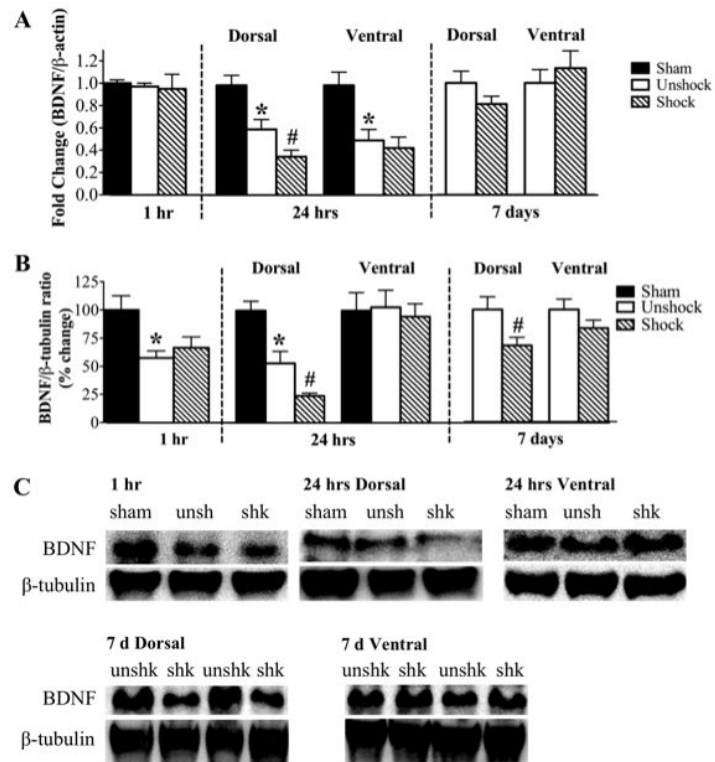 A
Dorsal Ventral Dorsal Ventral
Fold Change (BDNF/β-actin)
1.2
1.0
0.8
0.6
0.4
0.2
0.0
* # *
Sham
Unshock
Shock
1 hr 24 hrs 7 days
B
Dorsal Ventral Dorsal Ventral
BDNF/β-tubulin ratio
(% change)
125
100
75
50
25
0
* * # #
Sham
Unshock
Shock
1 hr 24 hrs 7 days
C
1 hr 24 hrs Dorsal 24 hrs Ventral
sham unsh shk sham unsh shk sham unsh shk
BDNF
β-tubulin
7 d Dorsal 7 d Ventral
unshk shk unshk shk unshk shk unshk shk
BDNF
β-tubulin